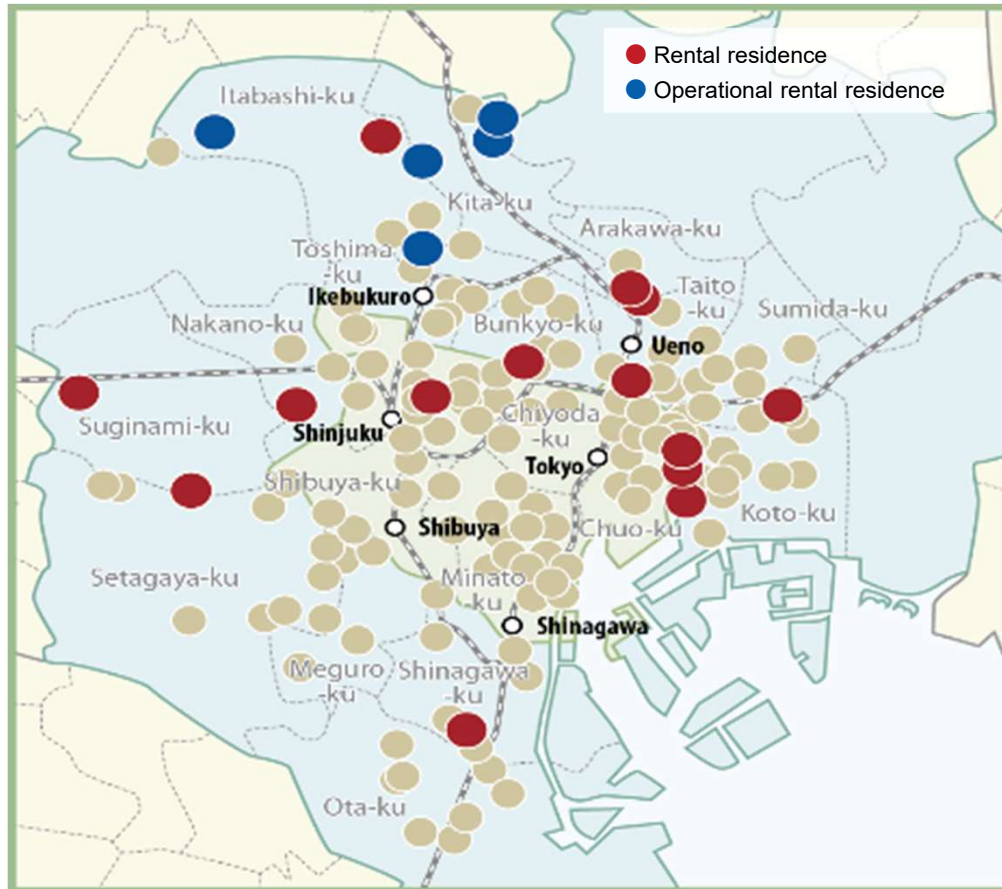 Rental residence
Operational rental residence
Itabashi-ku
Kita-ku
Arakawa-ku
Toshima
-ku
Taito
-ku
Ikebukuro
Sumida-ku
Nakano-ku
Bunkyo-ku
Ueno
Suginami-ku
Shinjuku
Chiyoda
-ku
Tokyo
Shibuya-ku
Koto-ku
Shibuya
Chuo-ku
Setagaya-ku
Minato
-ku
Shinagawa
Meguro
-ku
Shinagawa
-ku
Ota-ku